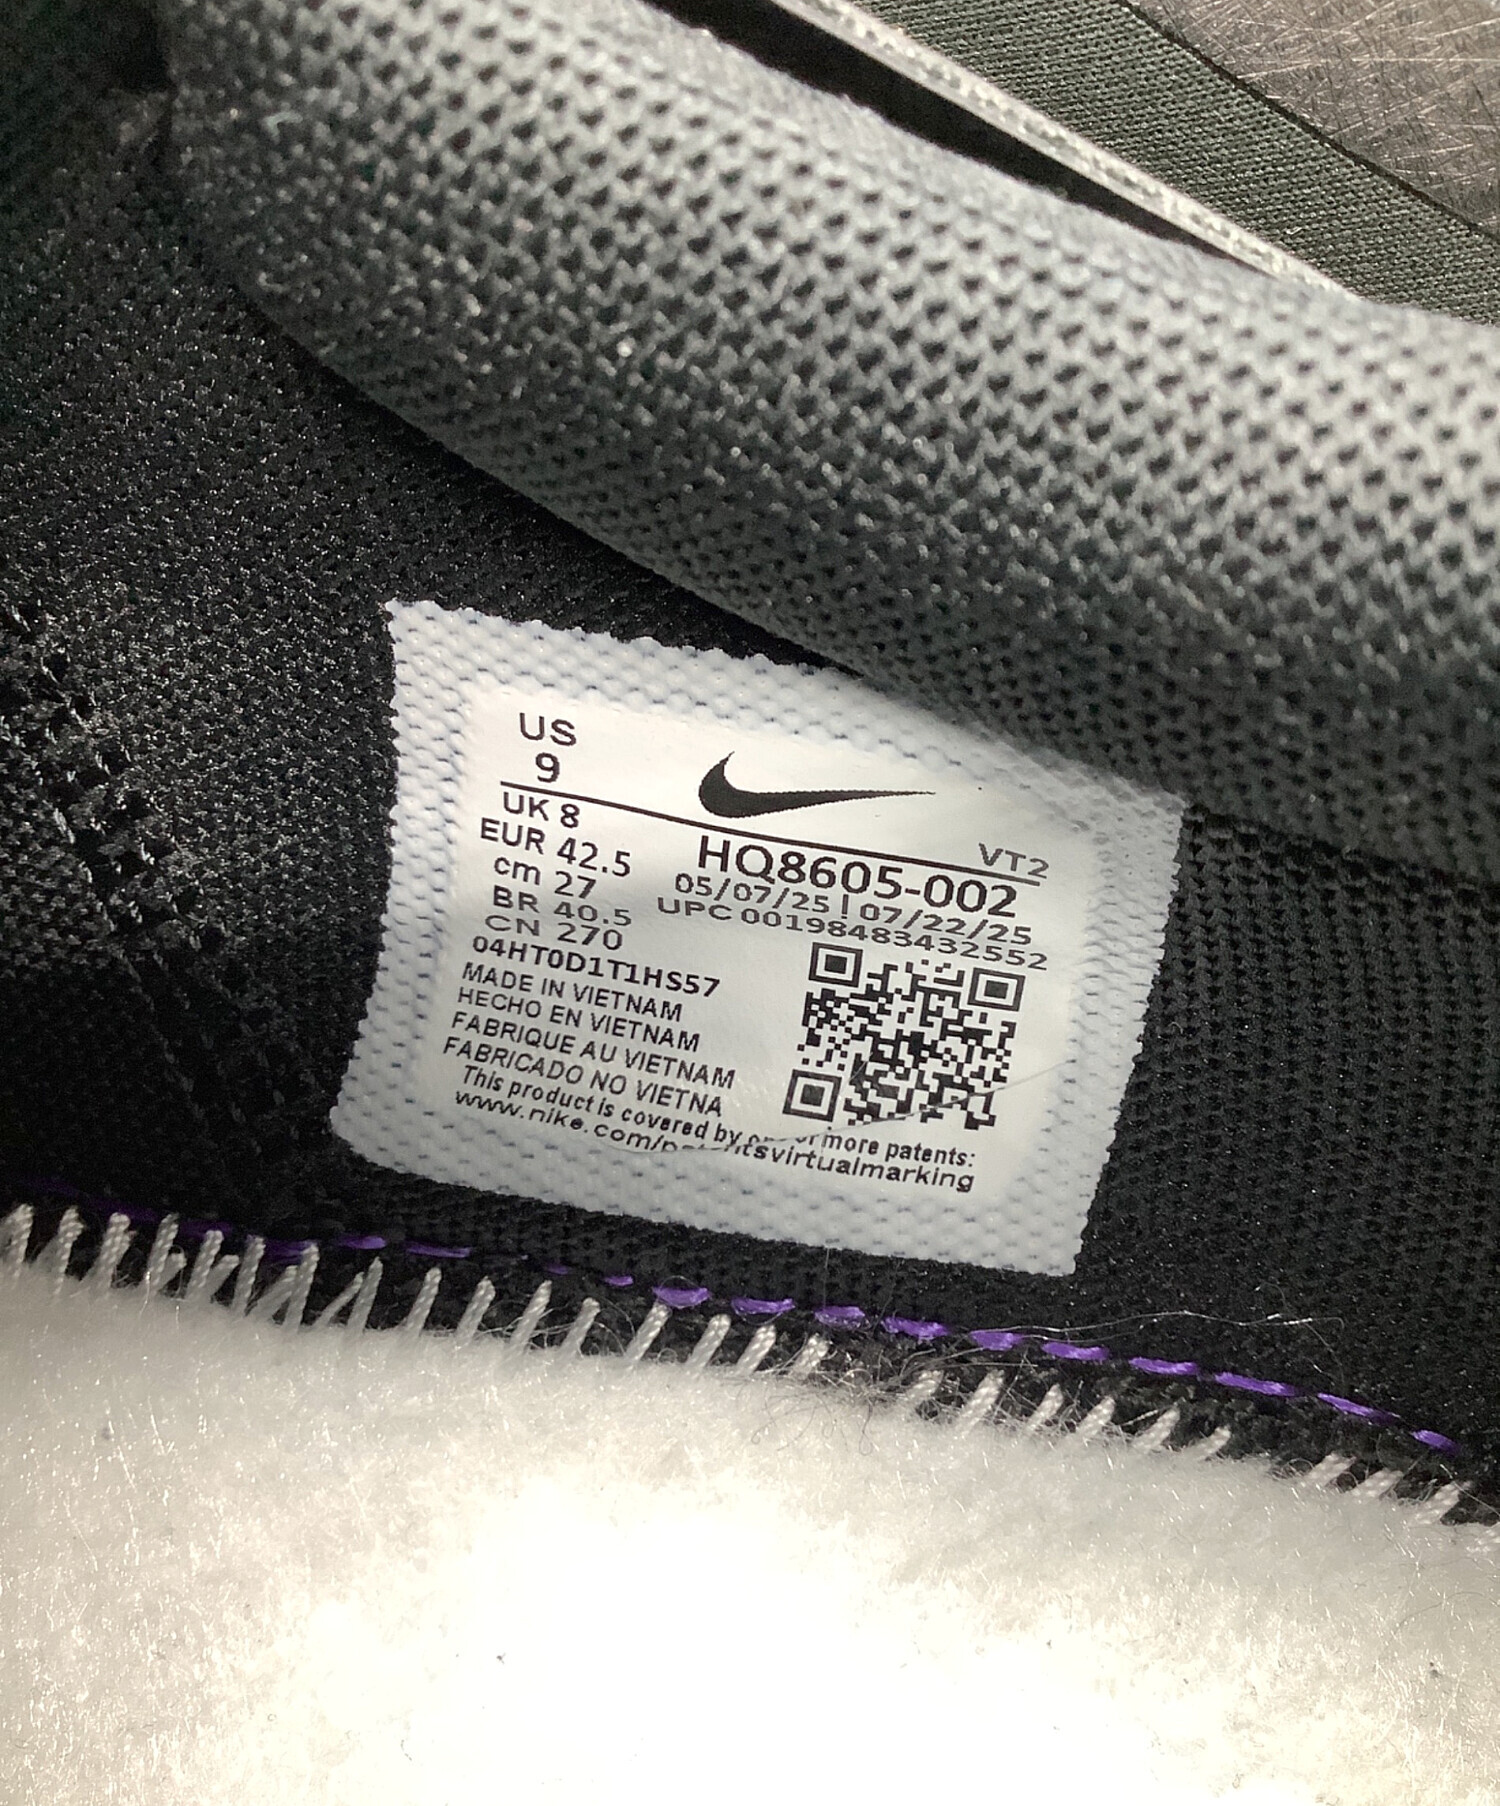 US
9
UK 8
EUR 42.5
cm 27
BR 40.5
CN 270
VT2
HQ8605-002
05/07/25 | 07/22/25
UPC 00198483432552
04HT0D1T1HS57
MADE IN VIETNAM
HECHO EN VIETNAM
FABRIQUE AU VIETNAM
FABRICADO NO VIETNA
This product is covered by or more patents:
www.nike.com/patentsvirtualmarking